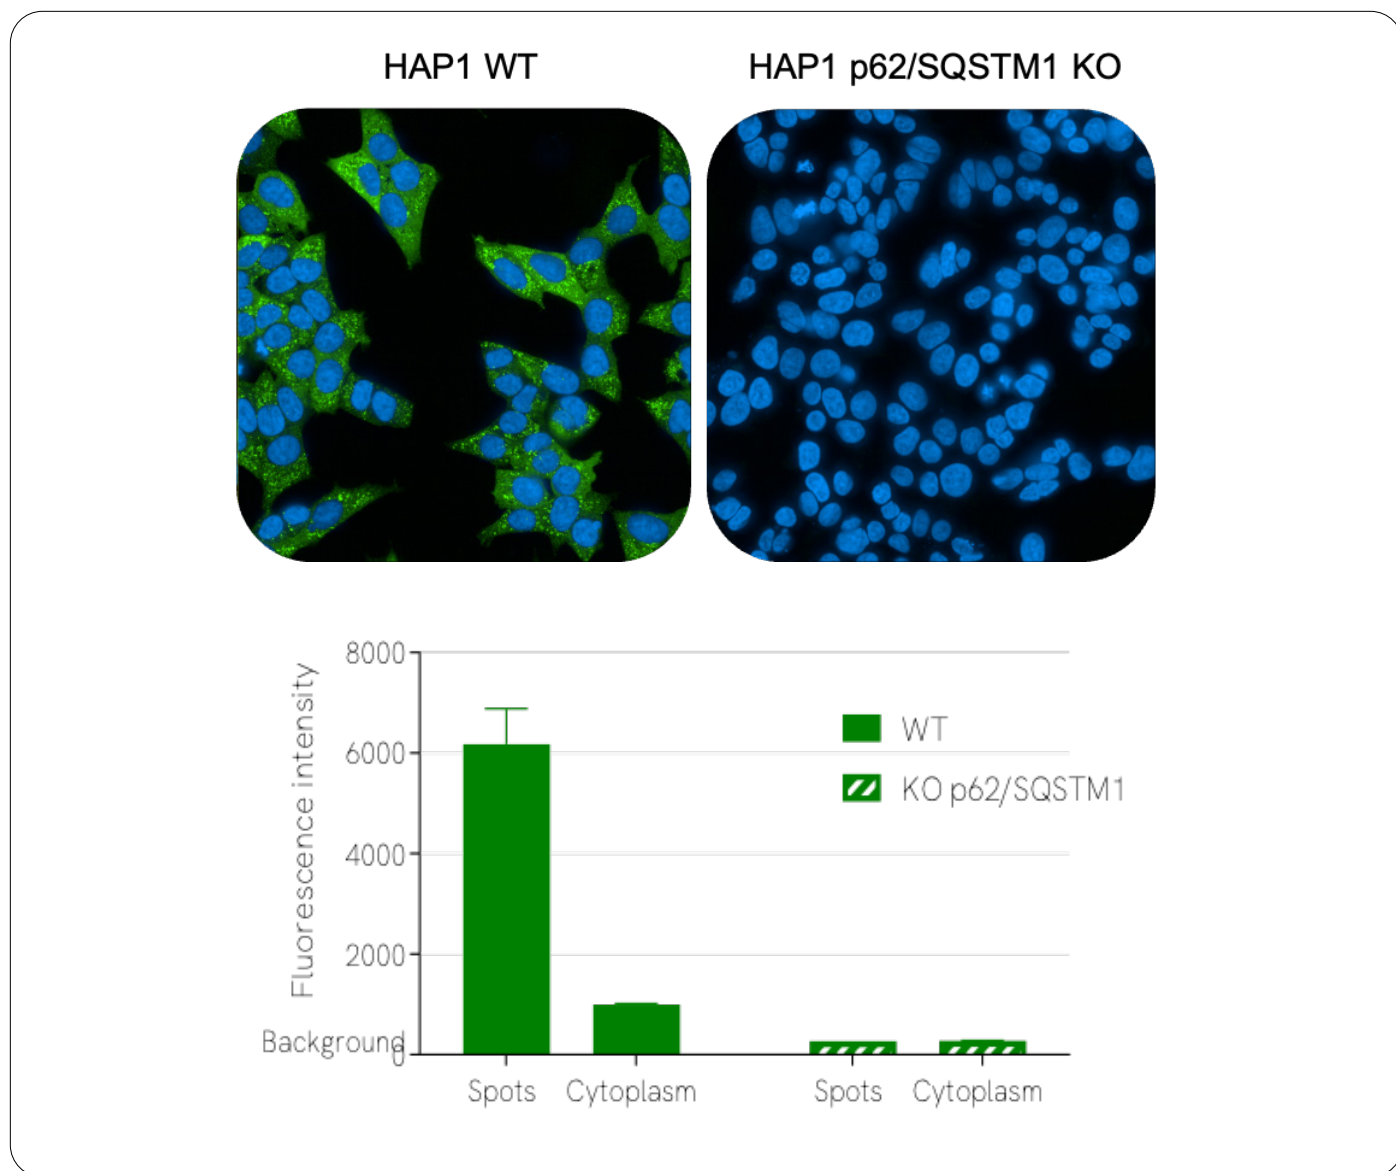 HAP1 WT
HAP1 p62/SQSTM1 KO
8000
6000
4000
2000
Background
0
Fluorescence intensity
WT
KO p62/SQSTM1
Spots
Cytoplasm
Spots
Cytoplasm